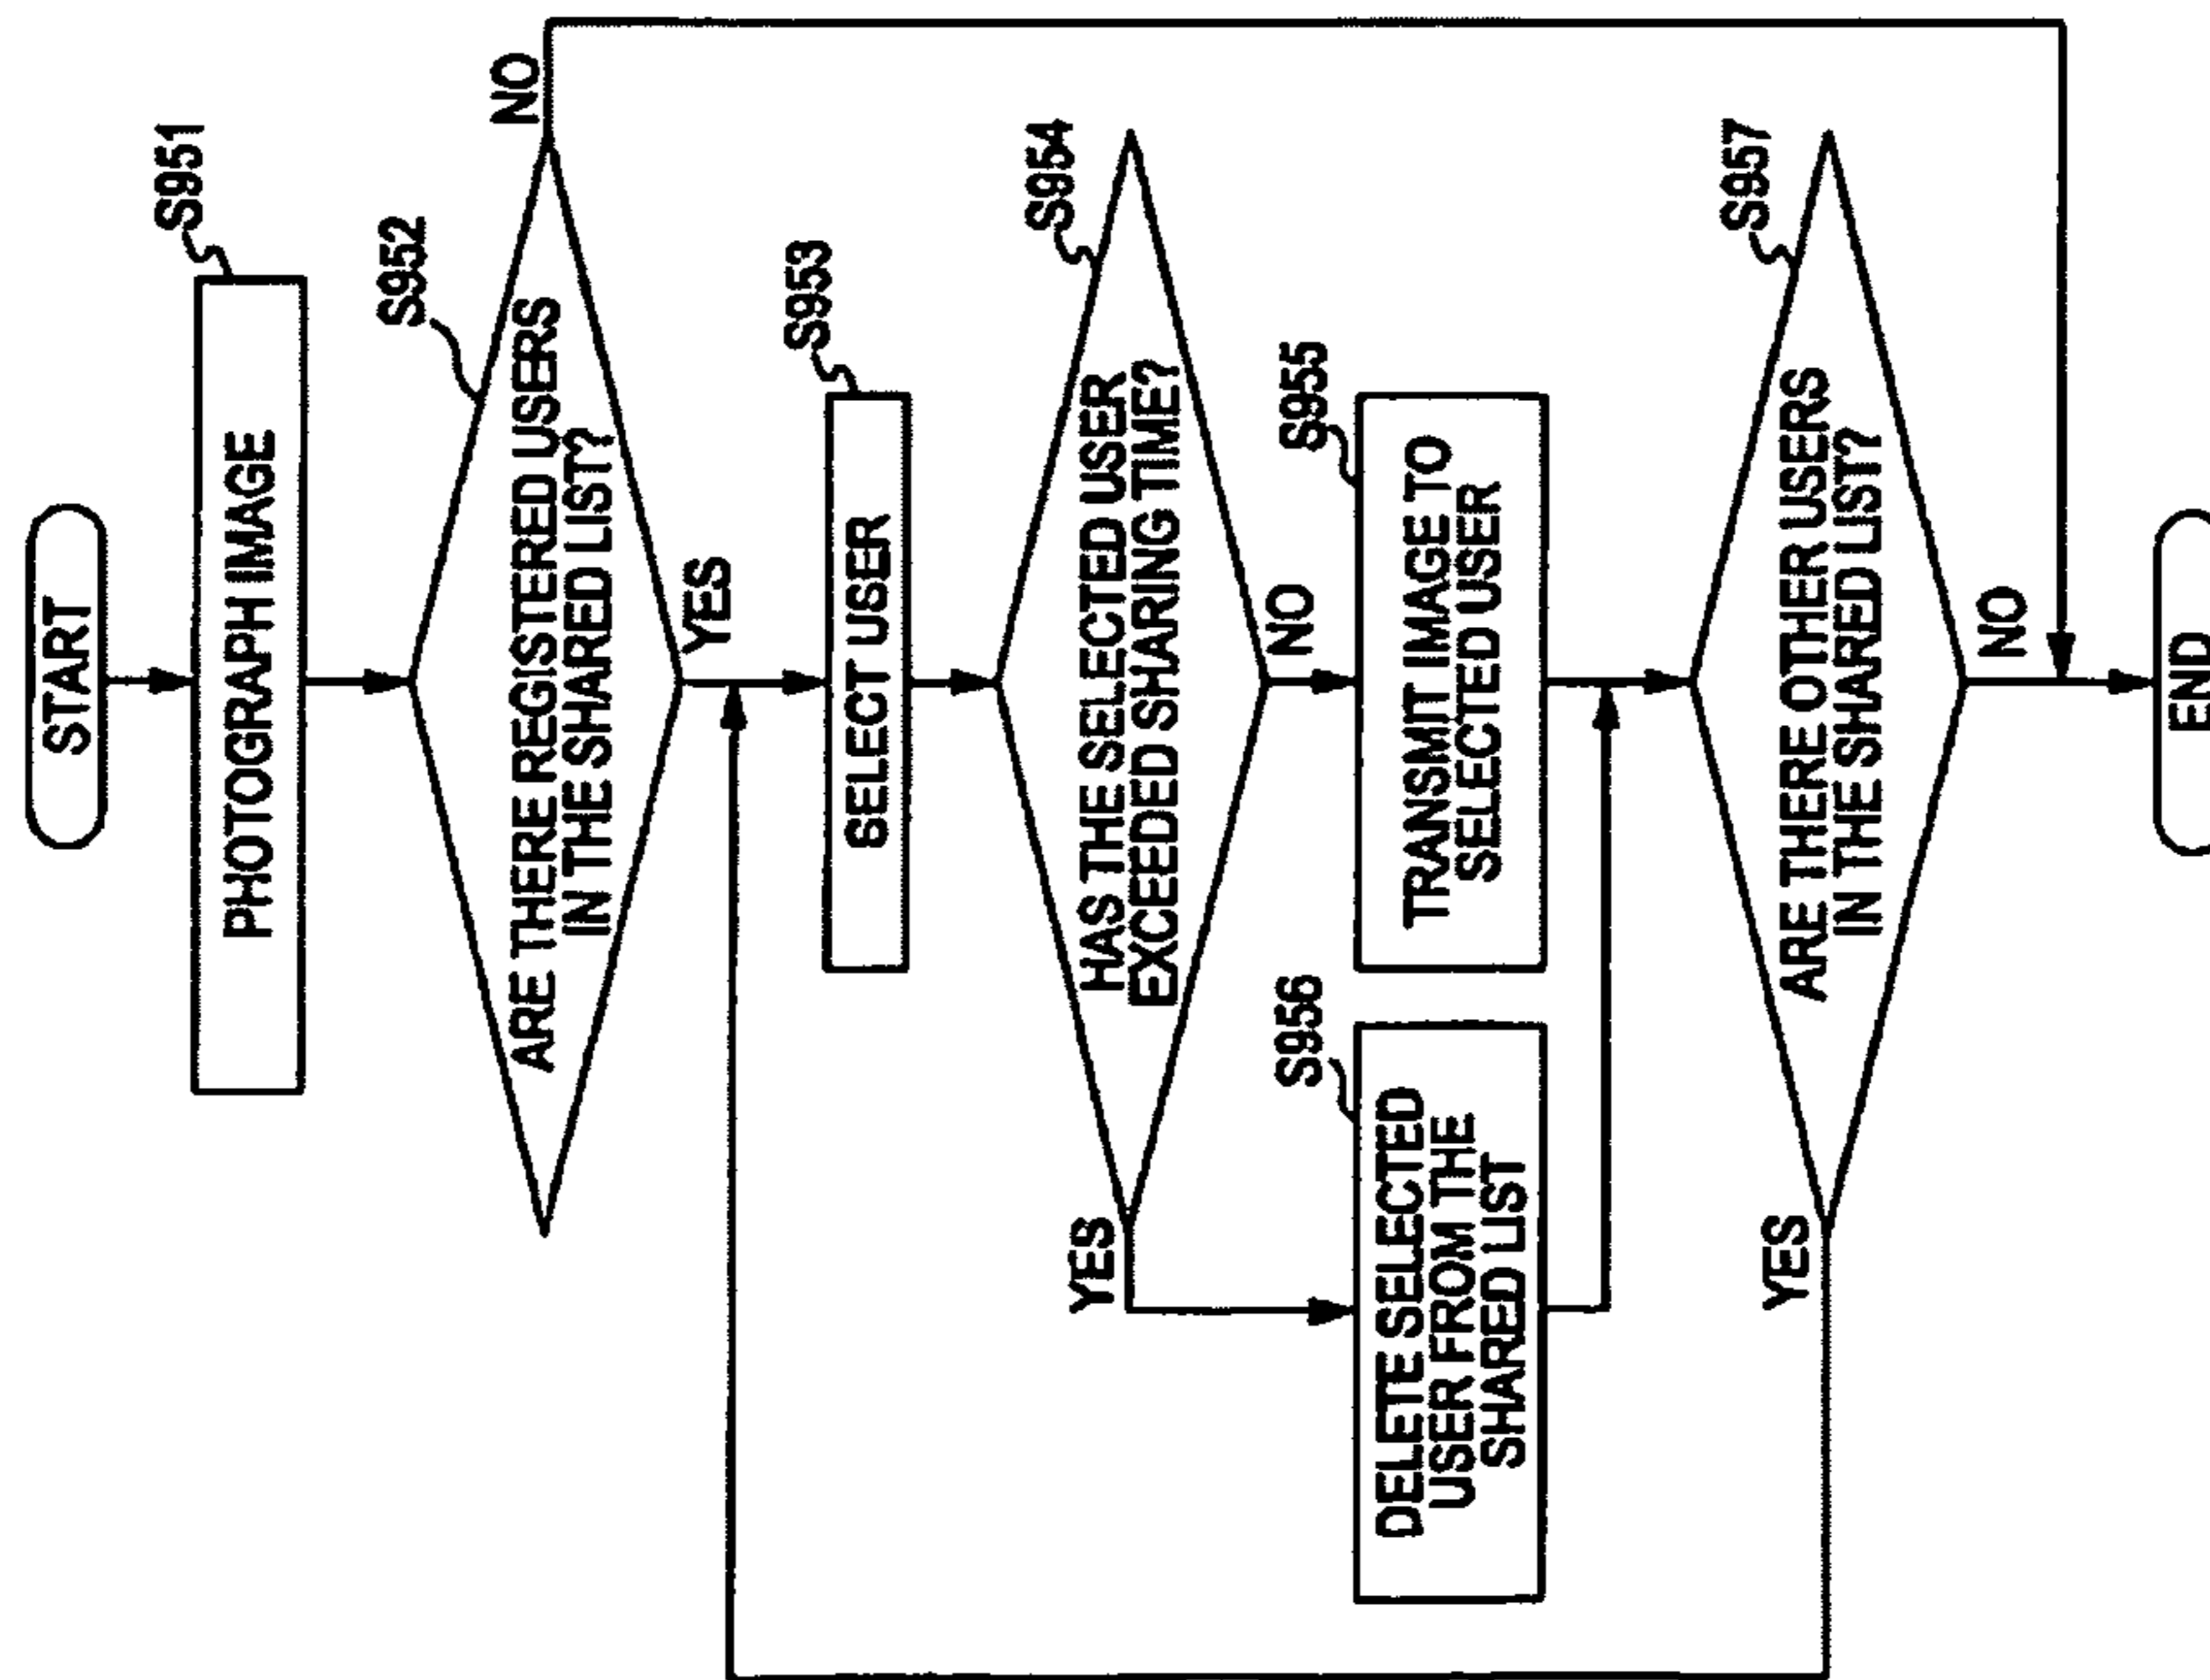 START
S951
PHOTOGRAPH IMAGE
S952
ARE THERE REGISTERED USERS
IN THE SHARED LIST?
NO
YES
S953
SELECT USER
S954
HAS THE SELECTED USER
EXCEEDED SHARING TIME?
YES
NO
S956
DELETE SELECTED
USER FROM THE
SHARED LIST
S955
TRANSMIT IMAGE TO
SELECTED USER
S957
ARE THERE OTHER USERS
IN THE SHARED LIST?
YES
NO
END